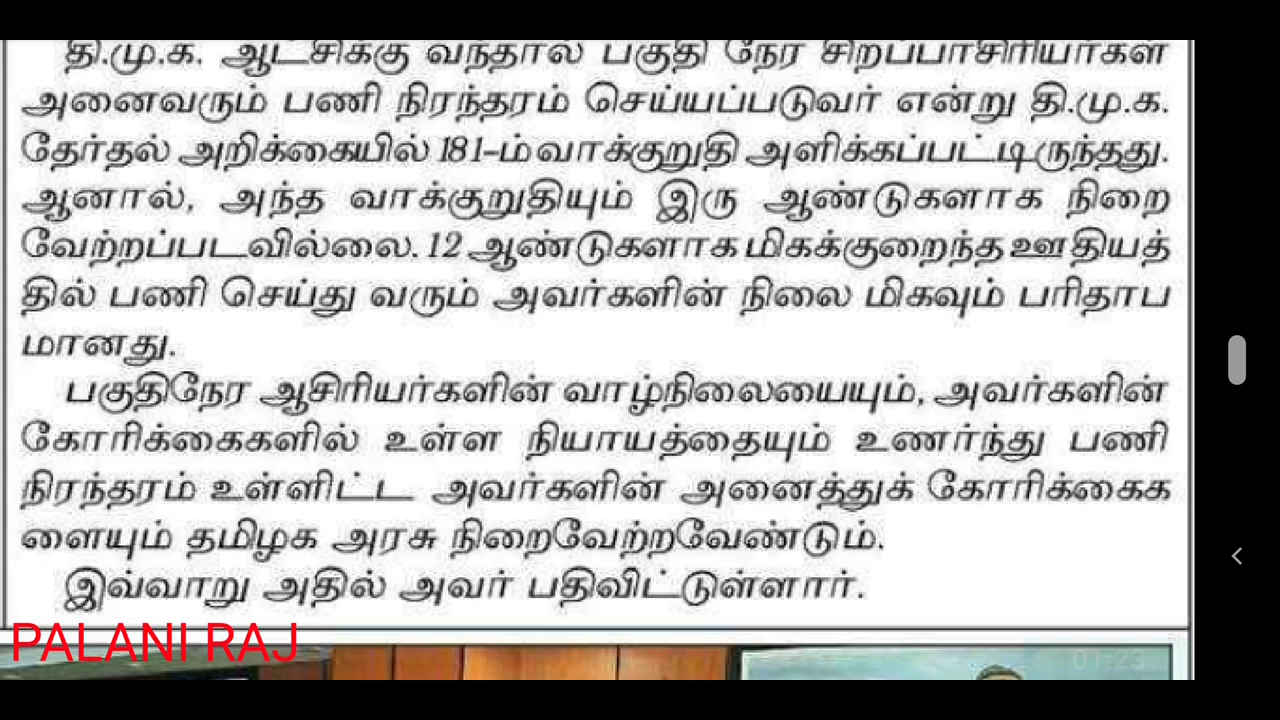 தி.மு.க. ஆட்சிக்கு வந்தால் பகுதி நேர சிறப்பாசிரியர்கள்
அனைவரும் பணி நிரந்தரம் செய்யப்படுவர் என்று தி.மு.க.
தேர்தல் அறிக்கையில் 181-ம் வாக்குறுதி அளிக்கப்பட்டிருந்தது.
ஆனால், அந்த வாக்குறுதியும் இரு ஆண்டுகளாக நிறை
வேற்றப்படவில்லை. 12 ஆண்டுகளாக மிகக்குறைந்த ஊதியத்
தில் பணி செய்து வரும் அவர்களின் நிலை மிகவும் பரிதாப
மானது.
பகுதிநேர ஆசிரியர்களின் வாழ்நிலையையும், அவர்களின்
கோரிக்கைகளில் உள்ள நியாயத்தையும் உணர்ந்து பணி
நிரந்தரம் உள்ளிட்ட அவர்களின் அனைத்துக் கோரிக்கைக
ளையும் தமிழக அரசு நிறைவேற்றவேண்டும்.
இவ்வாறு அதில் அவர் பதிவிட்டுள்ளார்.
PALANI RAJ
01:23